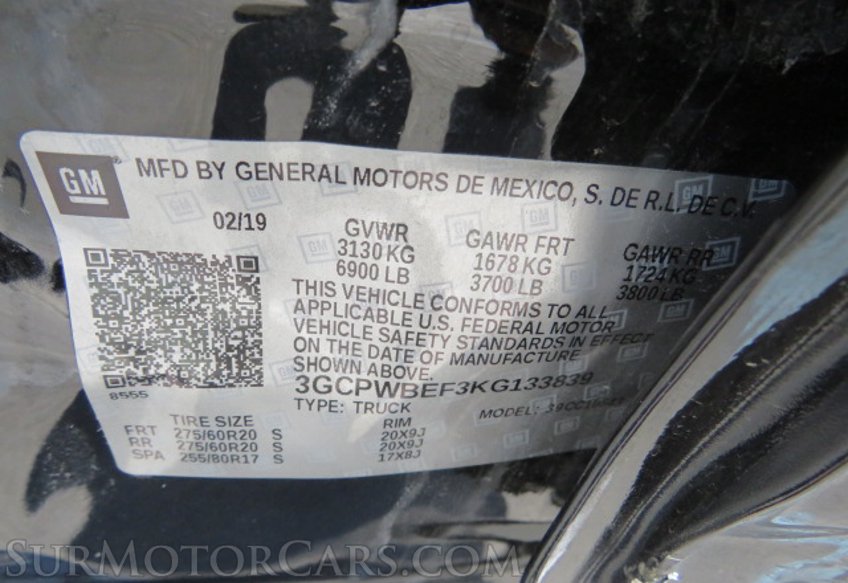 GM
MFD BY GENERAL MOTORS DE MEXICO, S. DE R.L. DE C.V.
02/19 GVWR GAWR FRT GAWR RR
3130 KG 1678 KG 1724 KG
6900 LB 3700 LB 3800 LB
THIS VEHICLE CONFORMS TO ALL
APPLICABLE U.S. FEDERAL MOTOR
VEHICLE SAFETY STANDARDS IN EFFECT
ON THE DATE OF MANUFACTURE
SHOWN ABOVE.
8555
3GCPWBEF3KG133839
TYPE: TRUCK MODEL:
TIRE SIZE RIM
FRT 275/60R20 S 20X9J
RR 275/60R20 S 20X9J
SPA 255/80R17 S 17X8J
SURMOTORCARS.COM